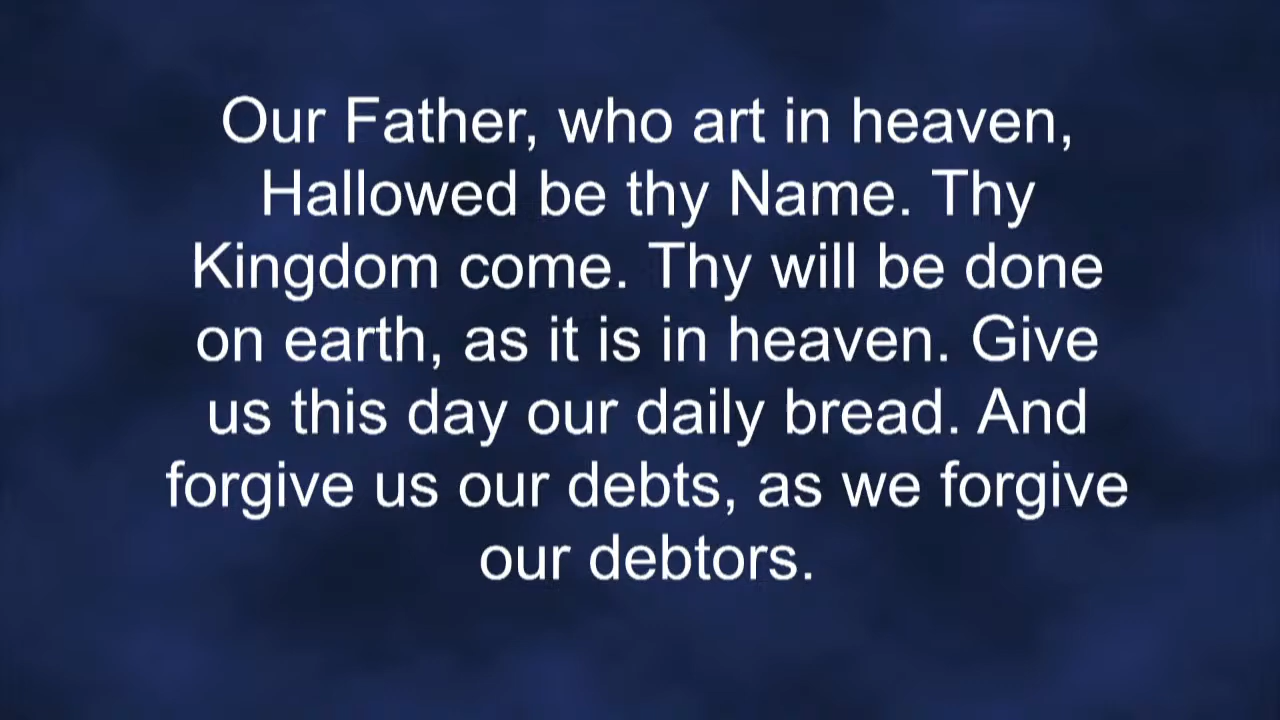 Our Father, who art in heaven,
Hallowed be thy Name. Thy
Kingdom come. Thy will be done
on earth, as it is in heaven. Give
us this day our daily bread. And
forgive us our debts, as we forgive
our debtors.